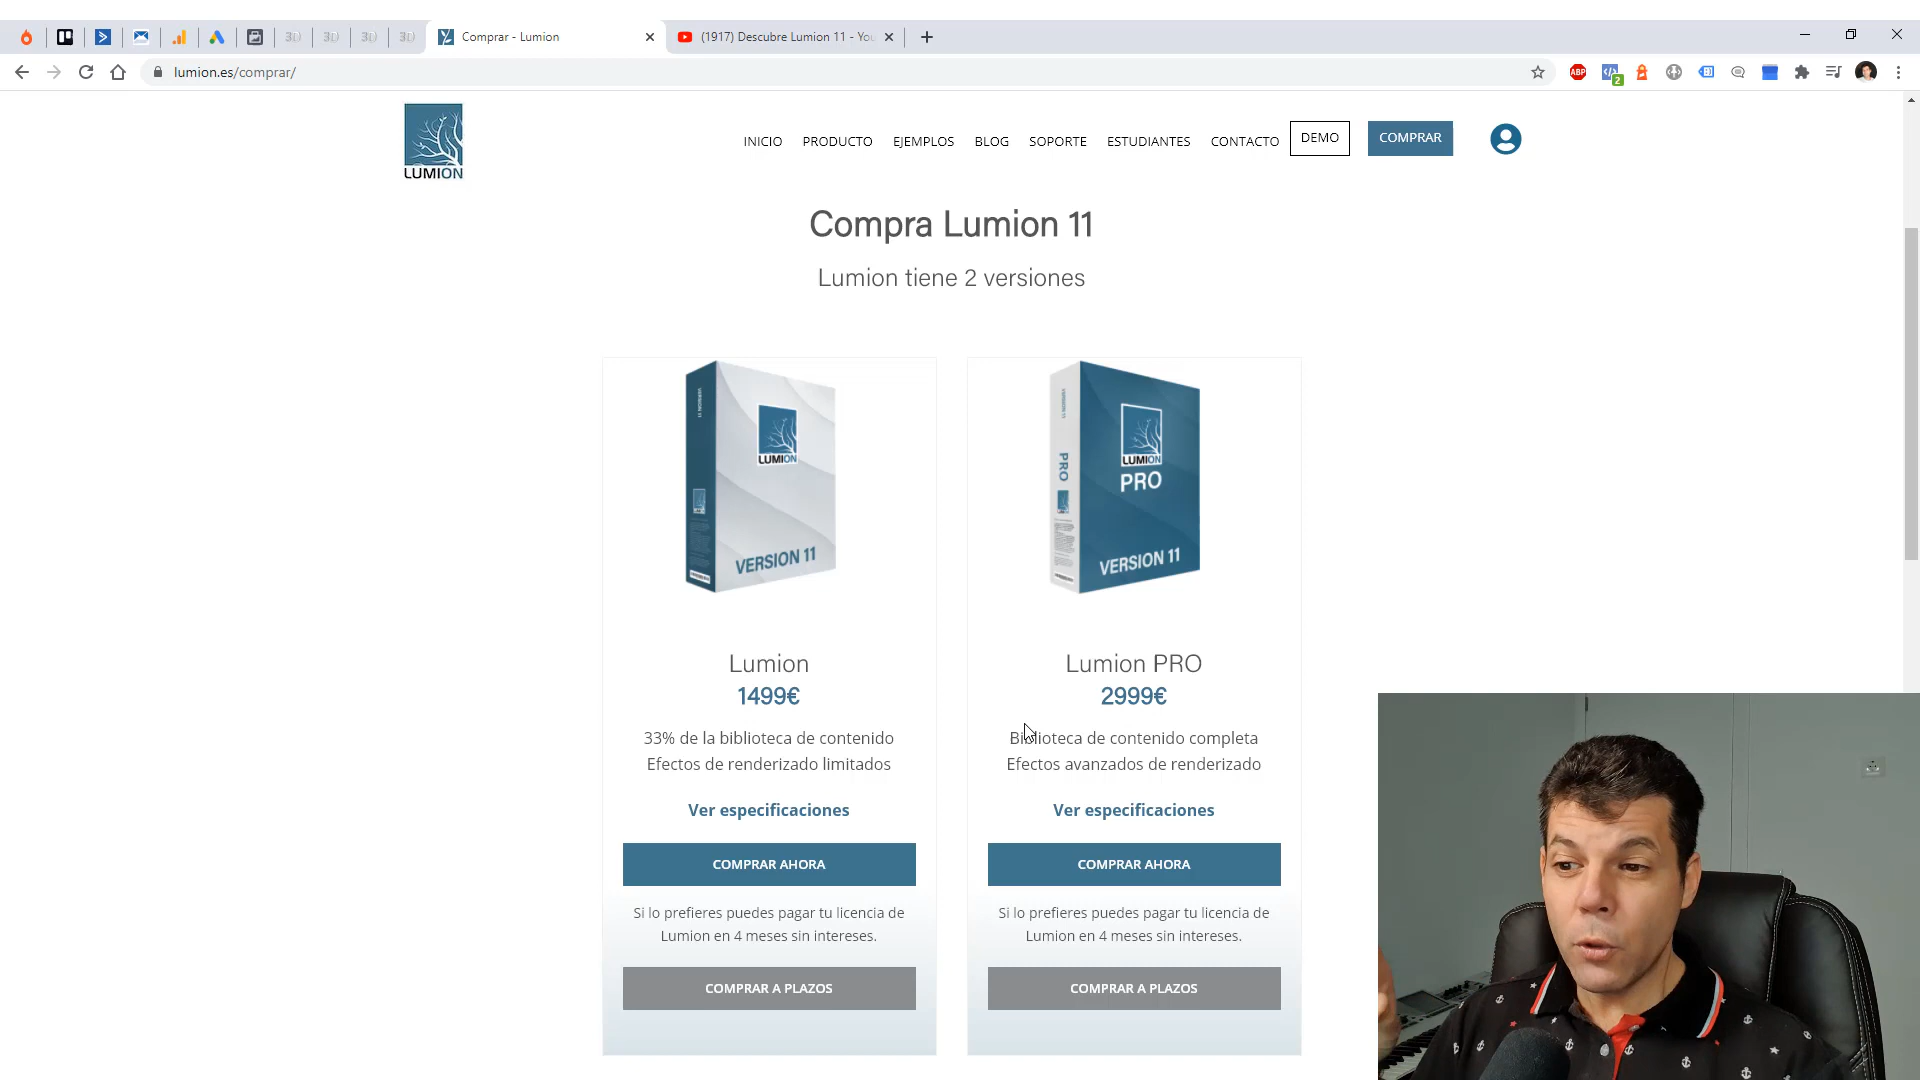 Comprar - Lumion
(1917) Descubre Lumion 11 - You
lumion.es/comprar/
ABP
2
LUMION
INICIO
PRODUCTO
EJEMPLOS
BLOG
SOPORTE
ESTUDIANTES
CONTACTO
DEMO
COMPRAR
Compra Lumion 11
Lumion tiene 2 versiones
LUMION
VERSION 11
LUMION
PRO
PRO
VERSION 11
Lumion
1499€
33% de la biblioteca de contenido
Efectos de renderizado limitados
Ver especificaciones
COMPRAR AHORA
Si lo prefieres puedes pagar tu licencia de
Lumion en 4 meses sin intereses.
COMPRAR A PLAZOS
Lumion PRO
2999€
Biblioteca de contenido completa
Efectos avanzados de renderizado
Ver especificaciones
COMPRAR AHORA
Si lo prefieres puedes pagar tu licencia de
Lumion en 4 meses sin intereses.
COMPRAR A PLAZOS